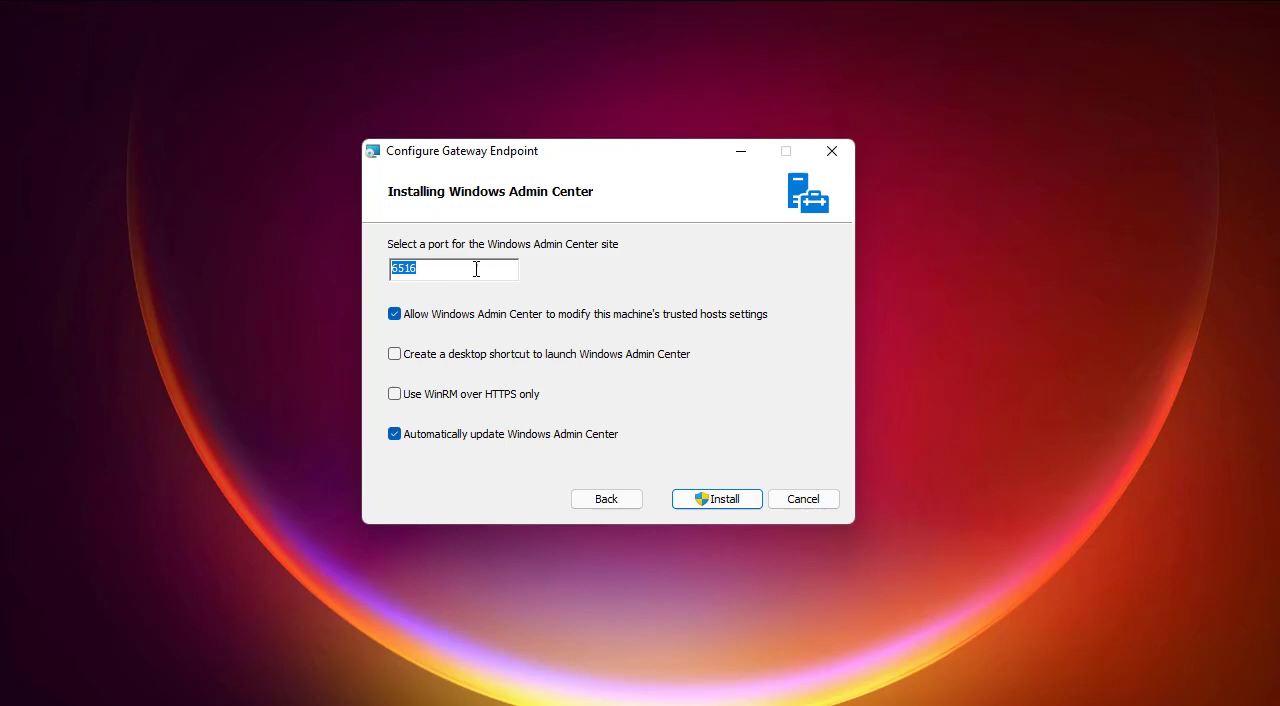 Configure Gateway Endpoint
Installing Windows Admin Center
Select a port for the Windows Admin Center site
6516
Allow Windows Admin Center to modify this machine's trusted hosts settings
Create a desktop shortcut to launch Windows Admin Center
Use WinRM over HTTPS only
Automatically update Windows Admin Center
Back
Install
Cancel